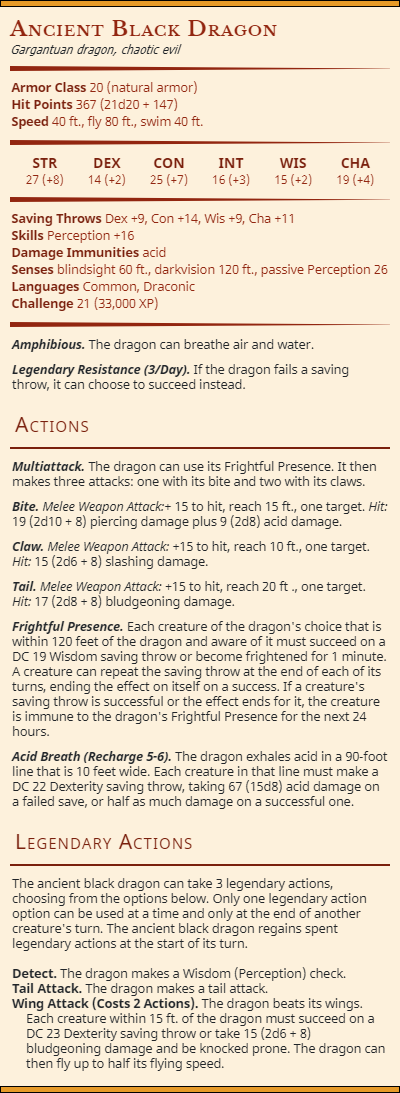 Ancient Black Dragon
Gargantuan dragon, chaotic evil
Armor Class 20 (natural armor)
Hit Points 367 (21d20 + 147)
Speed 40 ft., fly 80 ft., swim 40 ft.
STR DEX CON INT WIS CHA
27 (+8) 14 (+2) 25 (+7) 16 (+3) 15 (+2) 19 (+4)
Saving Throws Dex +9, Con +14, Wis +9, Cha +11
Skills Perception +16
Damage Immunities acid
Senses blindsight 60 ft., darkvision 120 ft., passive Perception 26
Languages Common, Draconic
Challenge 21 (33,000 XP)
Amphibious. The dragon can breathe air and water.
Legendary Resistance (3/Day). If the dragon fails a saving
throw, it can choose to succeed instead.
Actions
Multiattack. The dragon can use its Frightful Presence. It then
makes three attacks: one with its bite and two with its claws.
Bite. Melee Weapon Attack:+ 15 to hit, reach 15 ft., one target. Hit:
19 (2d10 + 8) piercing damage plus 9 (2d8) acid damage.
Claw. Melee Weapon Attack: +15 to hit, reach 10 ft., one target.
Hit: 15 (2d6 + 8) slashing damage.
Tail. Melee Weapon Attack: +15 to hit, reach 20 ft ., one target.
Hit: 17 (2d8 + 8) bludgeoning damage.
Frightful Presence. Each creature of the dragon's choice that is
within 120 feet of the dragon and aware of it must succeed on a
DC 19 Wisdom saving throw or become frightened for 1 minute.
A creature can repeat the saving throw at the end of each of its
turns, ending the effect on itself on a success. If a creature's
saving throw is successful or the effect ends for it, the creature
is immune to the dragon's Frightful Presence for the next 24
hours.
Acid Breath (Recharge 5-6). The dragon exhales acid in a 90-foot
line that is 10 feet wide. Each creature in that line must make a
DC 22 Dexterity saving throw, taking 67 (15d8) acid damage on
a failed save, or half as much damage on a successful one.
Legendary Actions
The ancient black dragon can take 3 legendary actions,
choosing from the options below. Only one legendary action
option can be used at a time and only at the end of another
creature's turn. The ancient black dragon regains spent
legendary actions at the start of its turn.
Detect. The dragon makes a Wisdom (Perception) check.
Tail Attack. The dragon makes a tail attack.
Wing Attack (Costs 2 Actions). The dragon beats its wings.
Each creature within 15 ft. of the dragon must succeed on a
DC 23 Dexterity saving throw or take 15 (2d6 + 8)
bludgeoning damage and be knocked prone. The dragon can
then fly up to half its flying speed.